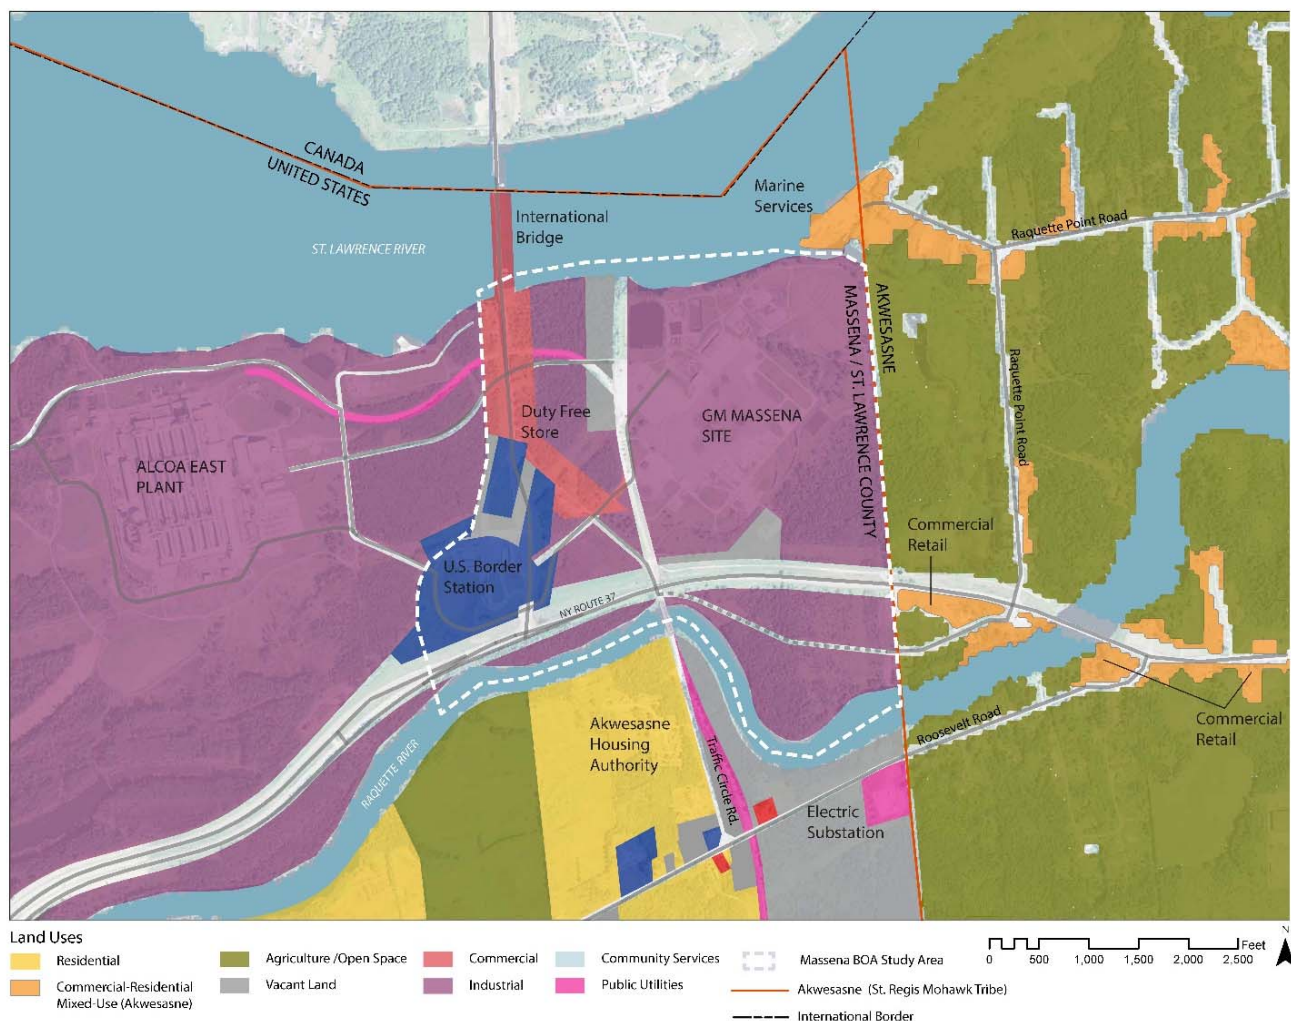 CANADA
UNITED STATES
ST. LAWRENCE RIVER
International
Bridge
Marine
Services
Raquette Point Road
AKWESASNE
MASSENA / ST. LAWRENCE COUNTY
Raquette Point Road
Duty Free
Store
GM MASSENA
SITE
ALCOA EAST
PLANT
Commercial
Retail
U.S. Border
Station
NY ROUTE 37
Akwesasne
Housing
Authority
RAQUETTE RIVER
Traffic Circle Rd.
Roosevelt Road
Commercial
Retail
Electric
Substation
Land Uses
Residential
Commercial-Residential
Mixed-Use (Akwesasne)
Agriculture /Open Space
Vacant Land
Commercial
Industrial
Community Services
Public Utilities
Massena BOA Study Area
Akwesasne (St. Regis Mohawk Tribe)
International Border
Feet
0 500 1,000 1,500 2,000 2,500
N